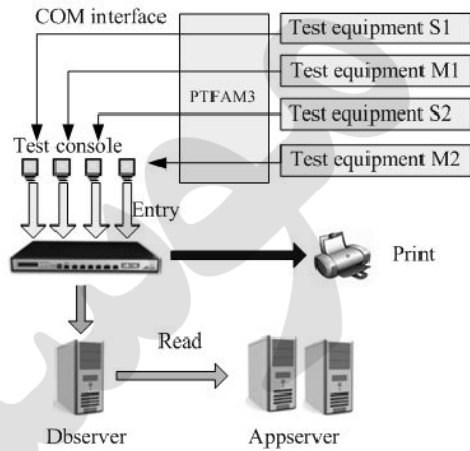 COM interface
Test equipment S1
Test equipment M1
PTIFAM3
Test equipment S2
Test console
Test equipment M2
Entry
Print
Read
Dbserver
Appserver